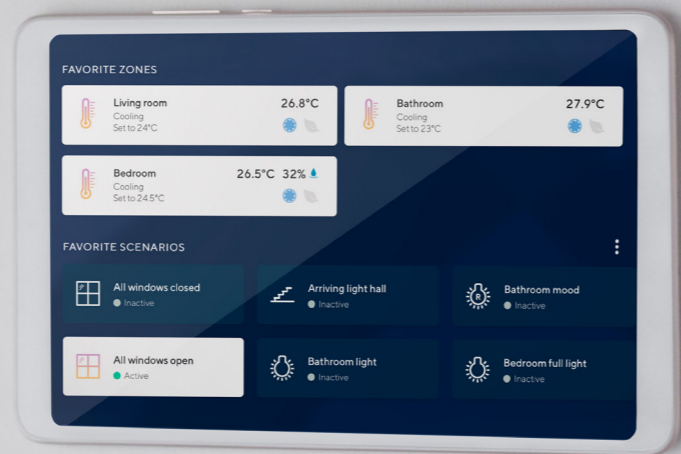 FAVORITE ZONES
Living room 26.8°C
Cooling
Set to 24°C
Bathroom 27.9°C
Cooling
Set to 23°C
Bedroom 26.5°C 32%
Cooling
Set to 24.5°C
FAVORITE SCENARIOS
All windows closed
Inactive
Arriving light hall
Inactive
R
Bathroom mood
Inactive
All windows open
Active
Bathroom light
Inactive
Bedroom full light
Inactive